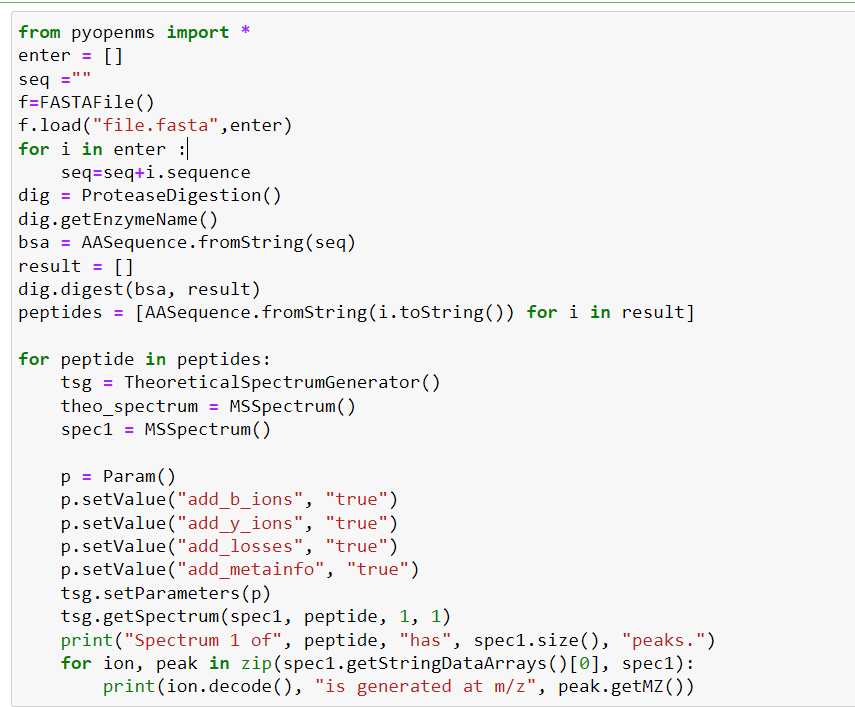 from pyopenms import *
enter = []
seq =""
f=FASTAFile()
f.load("file.fasta",enter)
for i in enter :
    seq=seq+i.sequence
dig = ProteaseDigestion()
dig.getEnzymeName()
bsa = AASequence.fromString(seq)
result = []
dig.digest(bsa, result)
peptides = [AASequence.fromString(i.toString()) for i in result]

for peptide in peptides:
    tsg = TheoreticalSpectrumGenerator()
    theo_spectrum = MSSpectrum()
    spec1 = MSSpectrum()

    p = Param()
    p.setValue("add_b_ions", "true")
    p.setValue("add_y_ions", "true")
    p.setValue("add_losses", "true")
    p.setValue("add_metainfo", "true")
    tsg.setParameters(p)
    tsg.getSpectrum(spec1, peptide, 1, 1)
    print("Spectrum 1 of", peptide, "has", spec1.size(), "peaks.")
    for ion, peak in zip(spec1.getStringDataArrays()[0], spec1):
        print(ion.decode(), "is generated at m/z", peak.getMZ())